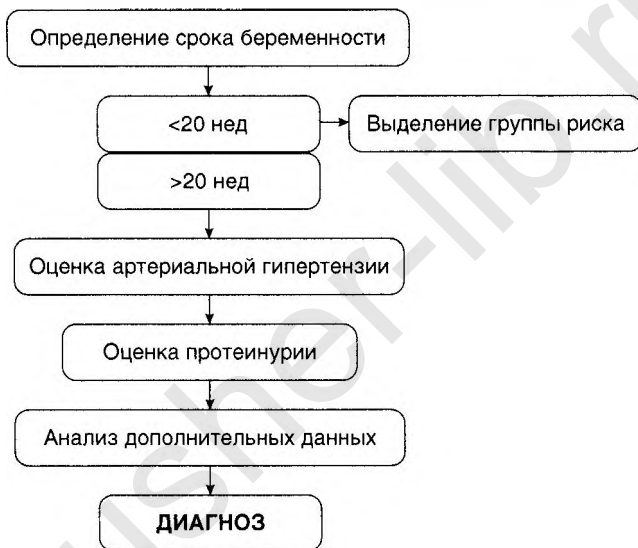 Определение срока беременности
<20 нед
Выделение группы риска
>20 нед
Оценка артериальной гипертензии
Оценка протеинурии
Анализ дополнительных данных
ДИАГНОЗ